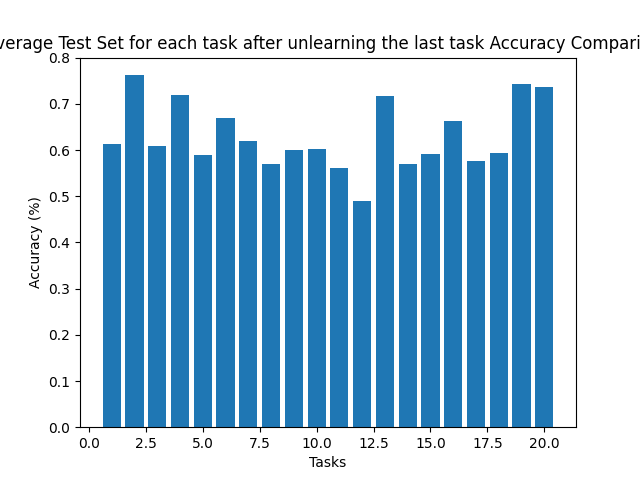 verage Test Set for each task after unlearning the last task Accuracy Compari
0.8
0.7
0.6
0.5
0.4
0.3
0.2
0.1
0.0
Accuracy (%)
0.0 2.5 5.0 7.5 10.0 12.5 15.0 17.5 20.0
Tasks